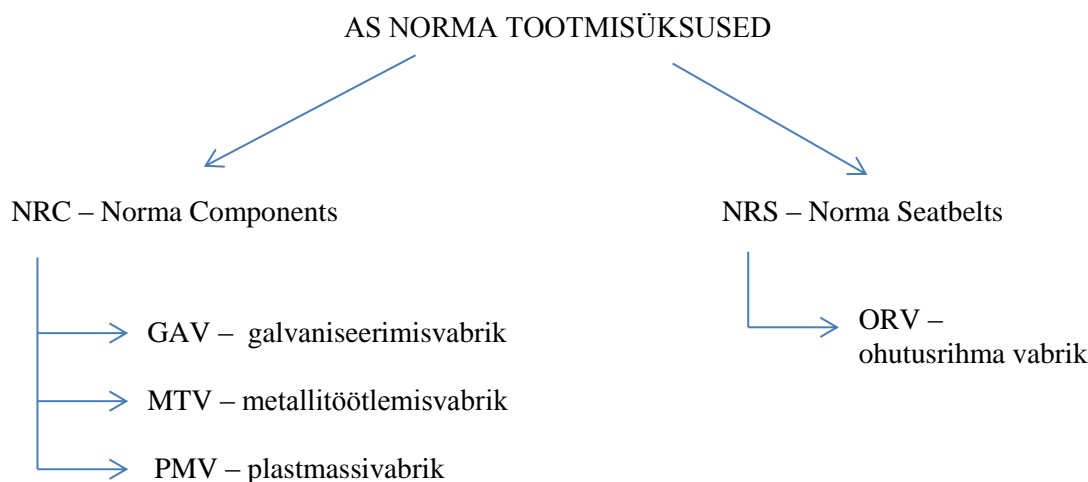 AS NORMA TOOTMISÜKSUSED
NRC – Norma Components
GAV – galvaniseerimisvabrik
MTV – metallitöötlemisvabrik
PMV – plastmassivabrik
NRS – Norma Seatbelts
ORV –
ohutusrihma vabrik